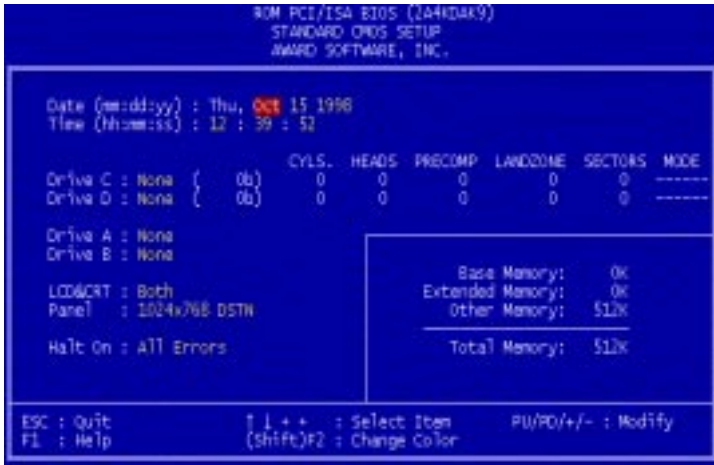 ROM PCI/ISA BIOS (2A4KDAK9)
STANDARD CMOS SETUP
AWARD SOFTWARE, INC.
Date (mm:dd:yy) : Thu, Oct 15 1998
Time (hh:mm:ss) : 12 : 39 : 52
CYLS. HEADS PRECOMP LANDZONE SECTORS MODE
Drive C : None ( 0b) 0 0 0 0 0 ------
Drive D : None ( 0b) 0 0 0 0 0 ------
Drive A : None
Drive B : None
LCD&CRT : Both
Panel : 1024x768 DSTN
Halt On : All Errors
Base Memory: 0K
Extended Memory: 0K
Other Memory: 512K
Total Memory: 512K
ESC : Quit ↑ ↓ + + : Select Item PU/PD/+/- : Modify
F1 : Help (Shift)F2 : Change Color